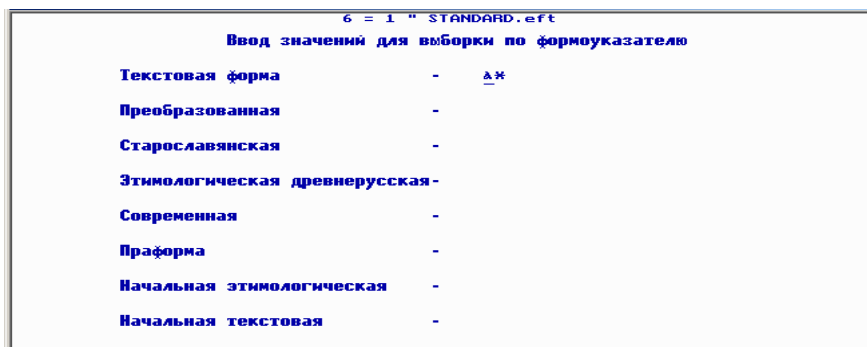 6 = 1 " STANDARD.eft
Ввод значений для выборки по формоуказателю
Текстовая форма - а*
Преобразованная -
Старославянская -
Этимологическая древнерусская-
Современная -
Праформа -
Начальная этимологическая -
Начальная текстовая -